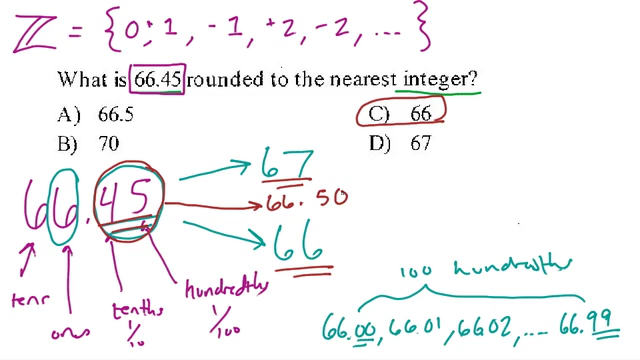 ℤ = {0, +1, -1, +2, -2, ... }
What is 66.45 rounded to the nearest integer?
A) 66.5
C) 66
B) 70
D) 67
66.45
67
66.50
66
tens
ones
tenths
1/10
hundredths
1/100
100 hundredths
66.00, 66.01, 66.02, .... 66.99